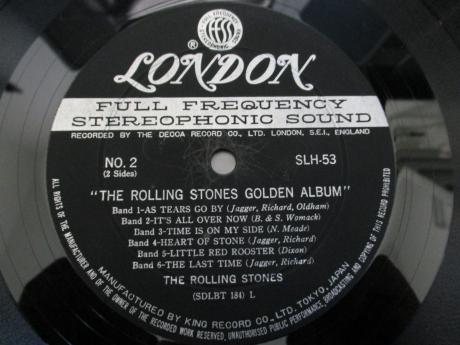 FULL FREQUENCY STEREOPHONIC SOUND
®
LONDON
FULL FREQUENCY
STEREOPHONIC SOUND
RECORDED BY THE DECCA RECORD CO., LTD. LONDON, S.E.I., ENGLAND
NO. 2
(2 Sides)
SLH-53
"THE ROLLING STONES GOLDEN ALBUM"
Band 1-AS TEARS GO BY (Jagger, Richard, Oldham)
Band 2-IT'S ALL OVER NOW (B. & S. Womack)
Band 3-TIME IS ON MY SIDE (N. Meade)
Band 4-HEART OF STONE (Jagger, Richard)
Band 5-LITTLE RED ROOSTER (Dixon)
Band 6-THE LAST TIME (Jagger, Richard)
THE ROLLING STONES
(SDLBT 184) L
MANUFACTURED BY KING RECORD CO., LTD. TOKYO, JAPAN
ALL RIGHTS OF THE MANUFACTURER AND OF THE OWNER OF THE RECORDED WORK RESERVED, UNAUTHORISED PUBLIC PERFORMANCE, BROADCASTING AND COPYING OF THIS RECORD PROHIBITED